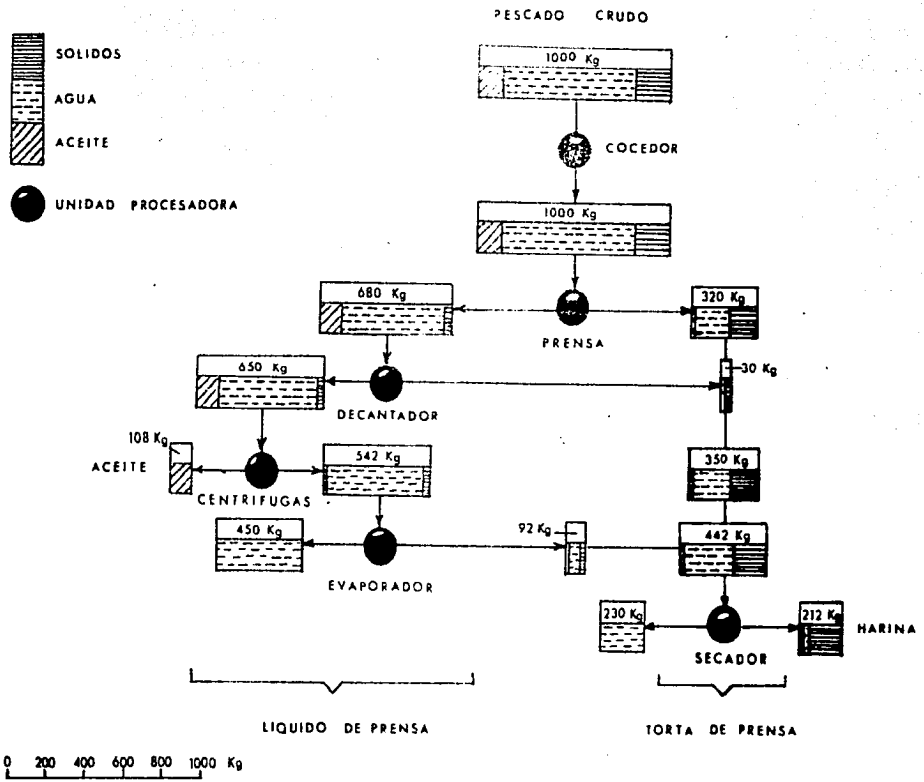 PESCADO CRUDO
SOLIDOS
AGUA
ACEITE
UNIDAD PROCESADORA
1000 Kg
COCEDOR
1000 Kg
680 Kg
320 Kg
PRENSA
650 Kg
30 Kg
DECANTADOR
108 Kg
ACEITE
542 Kg
350 Kg
CENTRIFUGAS
450 Kg
92 Kg
442 Kg
EVAPORADOR
230 Kg
212 Kg
HARINA
SECADOR
LIQUIDO DE PRENSA
TORTA DE PRENSA
0 200 400 600 800 1000 Kg